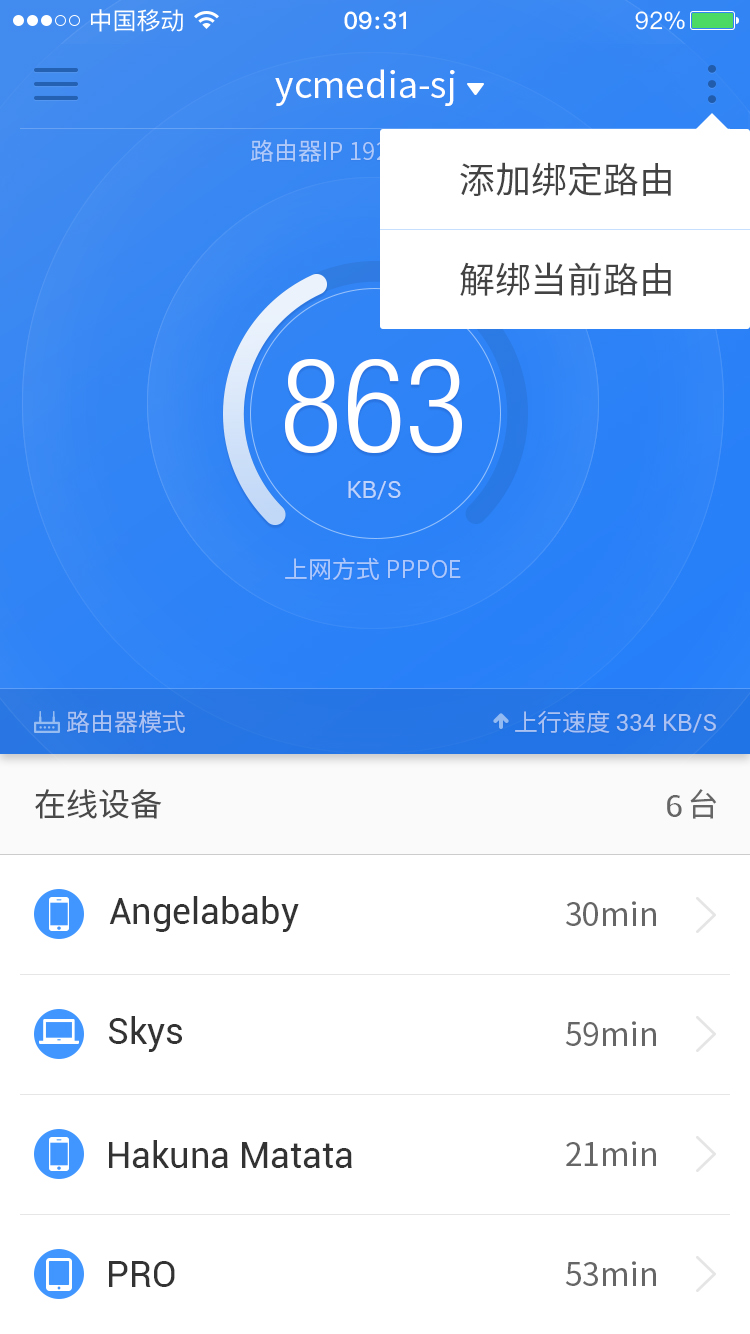 中国移动 09:31 92%
ycmedia-sj
路由器IP 192
添加绑定路由
解绑当前路由
863
KB/S
上网方式 PPPOE
路由器模式 上行速度 334 KB/S
在线设备 6 台
Angelababy 30min
Skys 59min
Hakuna Matata 21min
PRO 53min